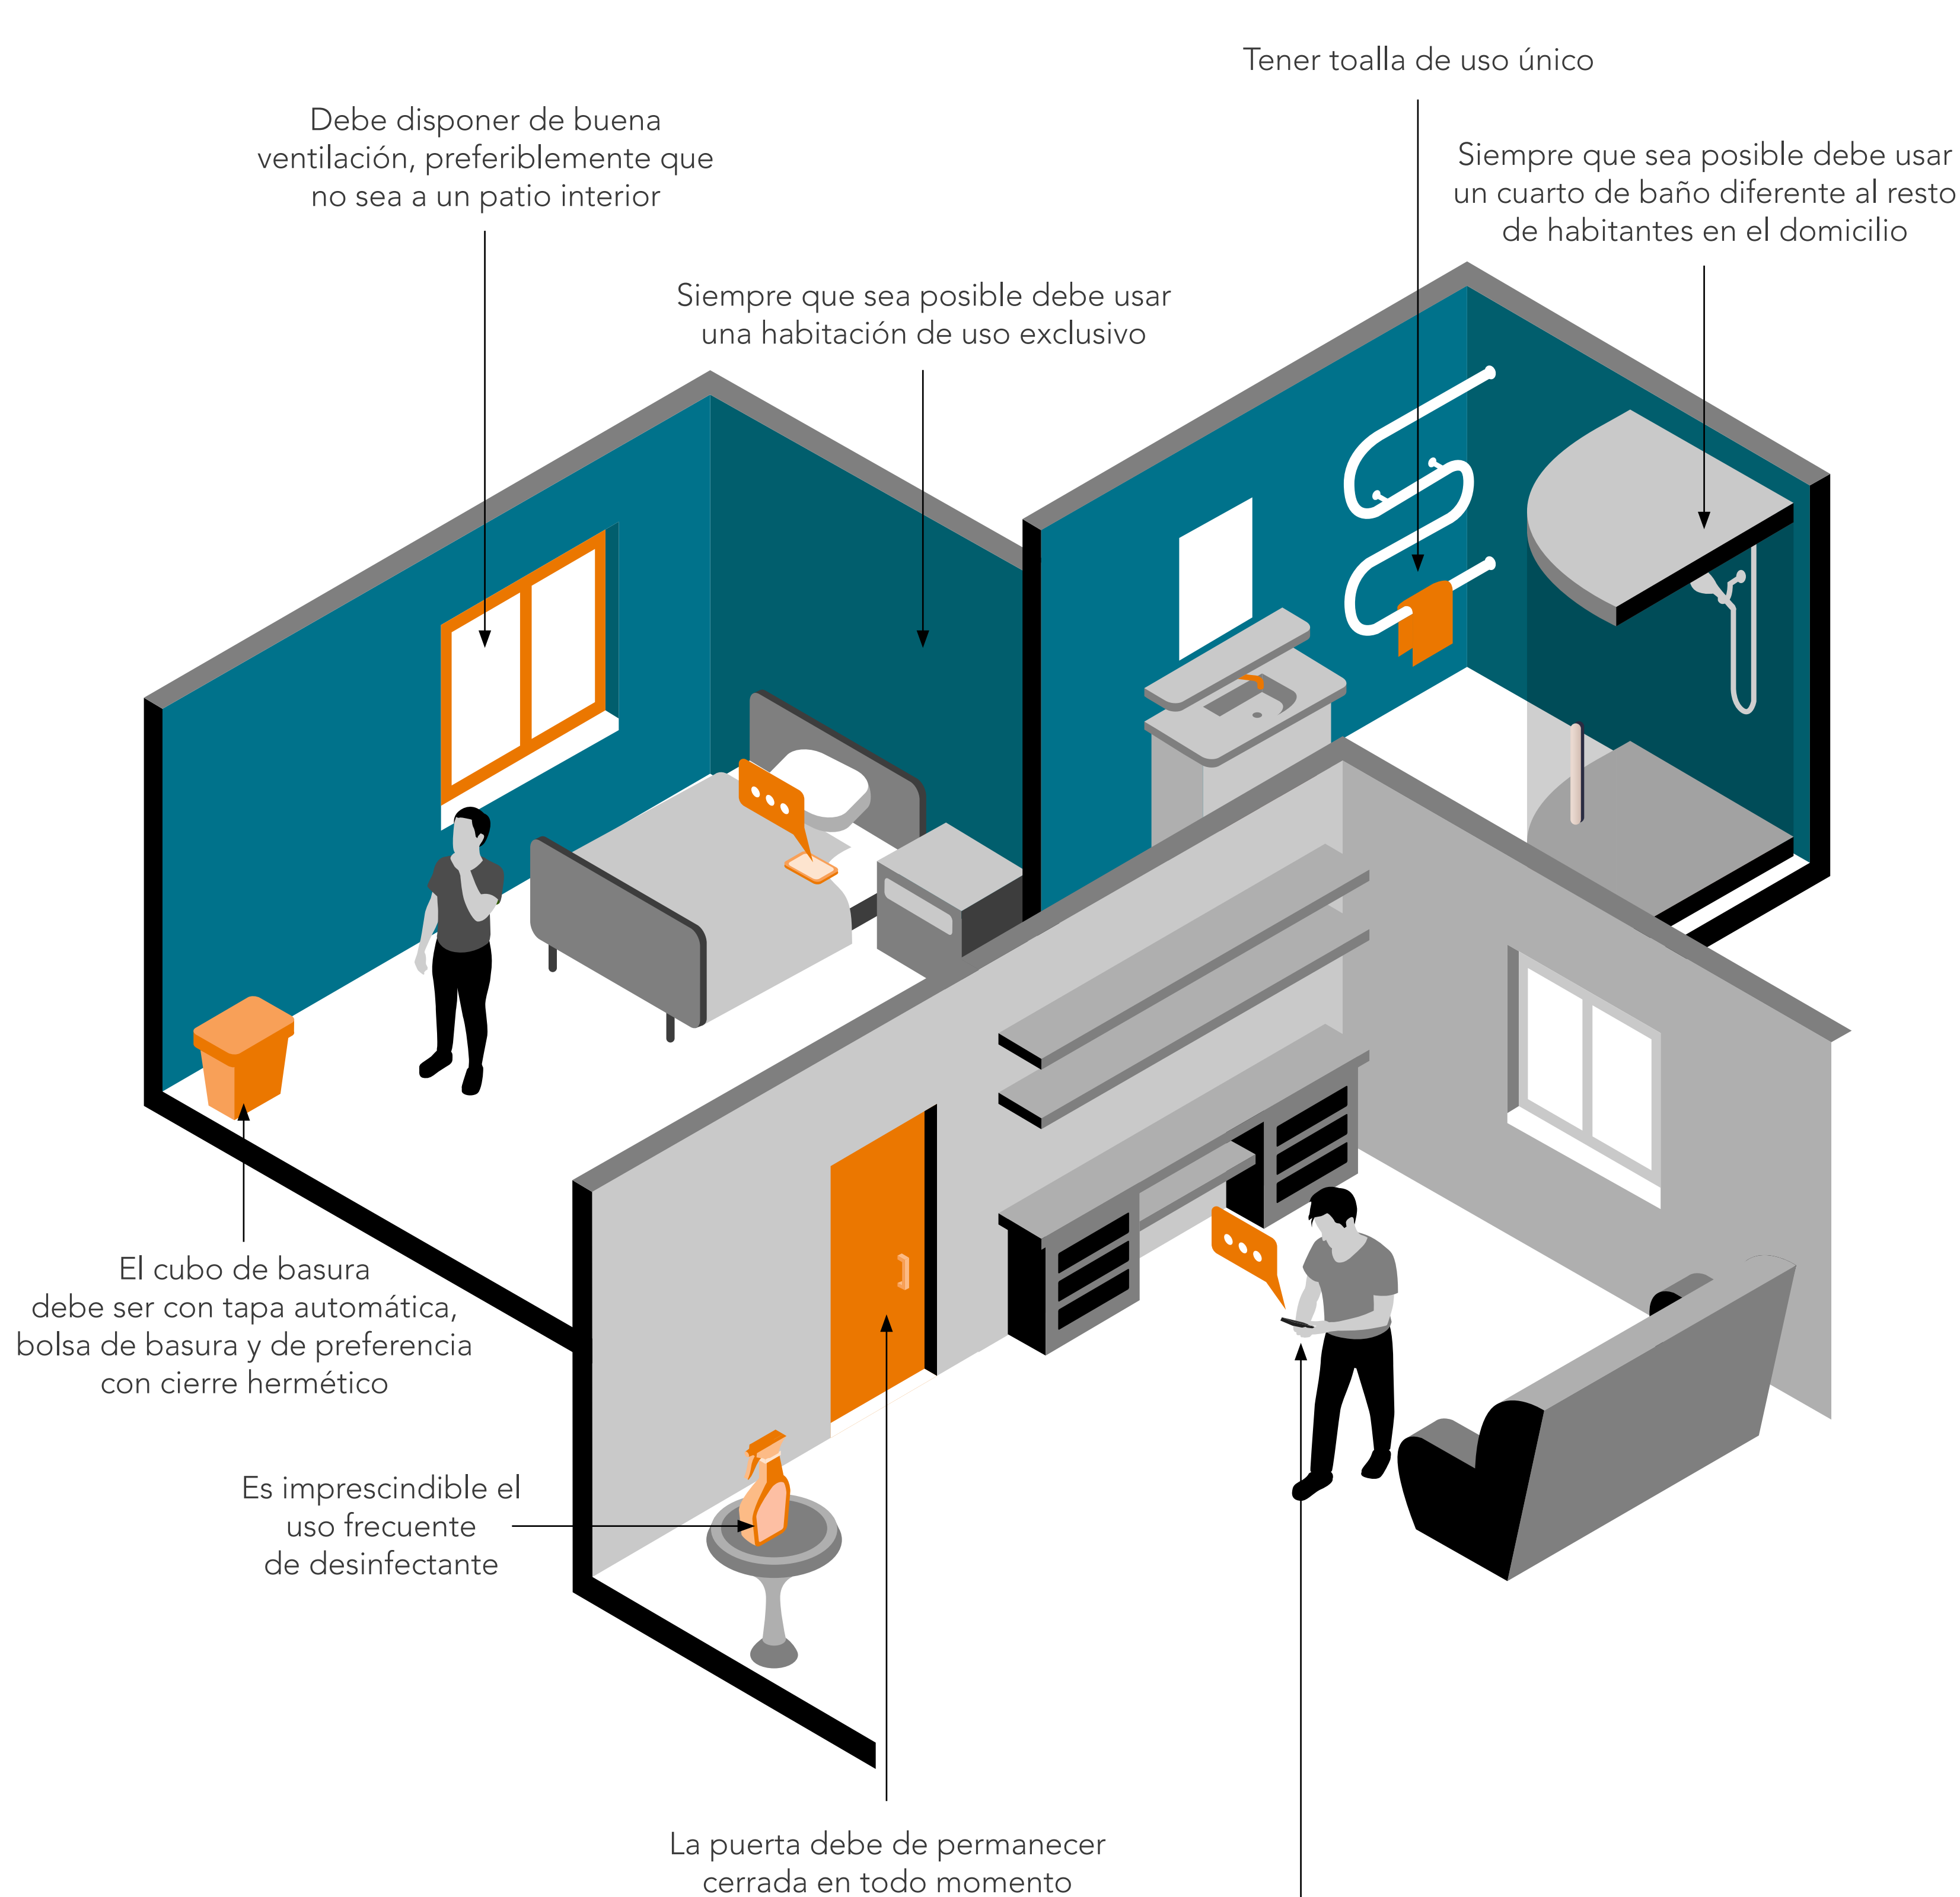 Tener toalla de uso único
Debe disponer de buena
ventilación, preferiblemente que
no sea a un patio interior
Siempre que sea posible debe usar
un cuarto de baño diferente al resto
de habitantes en el domicilio
Siempre que sea posible debe usar
una habitación de uso exclusivo
El cubo de basura
debe ser con tapa automática,
bolsa de basura y de preferencia
con cierre hermético
Es imprescindible el
uso frecuente
de desinfectante
La puerta debe de permanecer
cerrada en todo momento